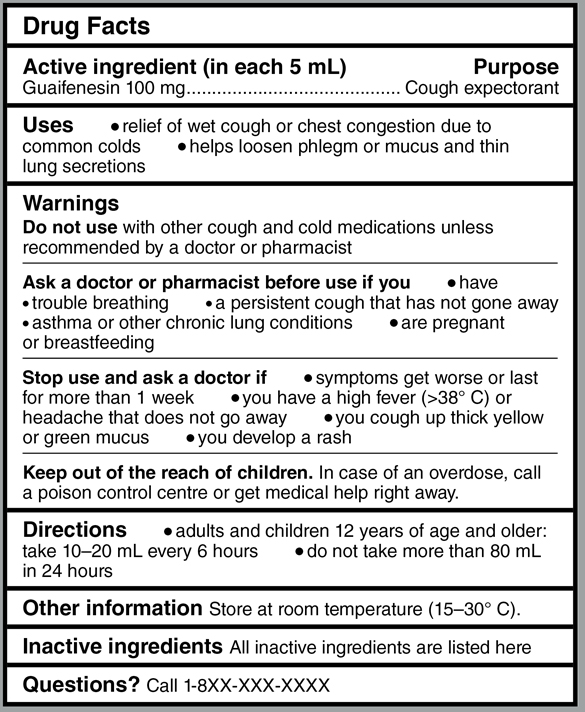 Drug Facts
Active ingredient (in each 5 mL) Purpose
Guaifenesin 100 mg.......................................... Cough expectorant
Uses ●relief of wet cough or chest congestion due to
common colds ●helps loosen phlegm or mucus and thin
lung secretions
Warnings
Do not use with other cough and cold medications unless
recommended by a doctor or pharmacist
Ask a doctor or pharmacist before use if you ●have
•trouble breathing •a persistent cough that has not gone away
•asthma or other chronic lung conditions ●are pregnant
or breastfeeding
Stop use and ask a doctor if ●symptoms get worse or last
for more than 1 week ●you have a high fever (>38° C) or
headache that does not go away ●you cough up thick yellow
or green mucus ●you develop a rash
Keep out of the reach of children. In case of an overdose, call
a poison control centre or get medical help right away.
Directions ●adults and children 12 years of age and older:
take 10–20 mL every 6 hours ●do not take more than 80 mL
in 24 hours
Other information Store at room temperature (15–30° C).
Inactive ingredients All inactive ingredients are listed here
Questions? Call 1-8XX-XXX-XXXX